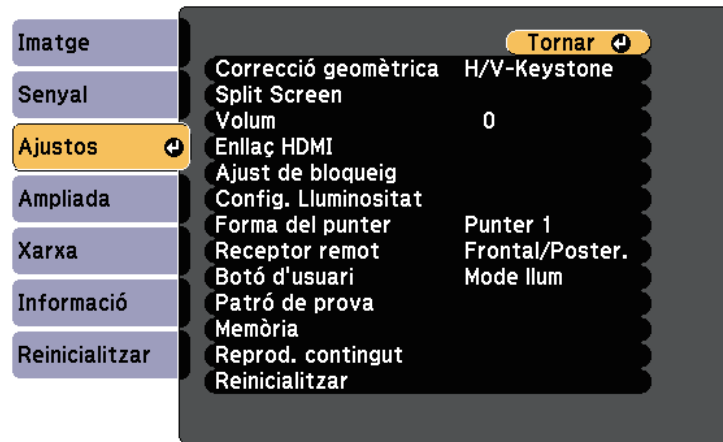 Imatge
Senyal
Ajustos
Ampliada
Xarxa
Informació
Reinicialitzar
Tornar
Correcció geomètrica H/V-Keystone
Split Screen
Volum 0
Enllaç HDMI
Ajust de bloqueig
Config. Lluminositat
Forma del punter Punter 1
Receptor remot Frontal/Poster.
Botó d'usuari Mode llum
Patró de prova
Memòria
Reprod. contingut
Reinicialitzar